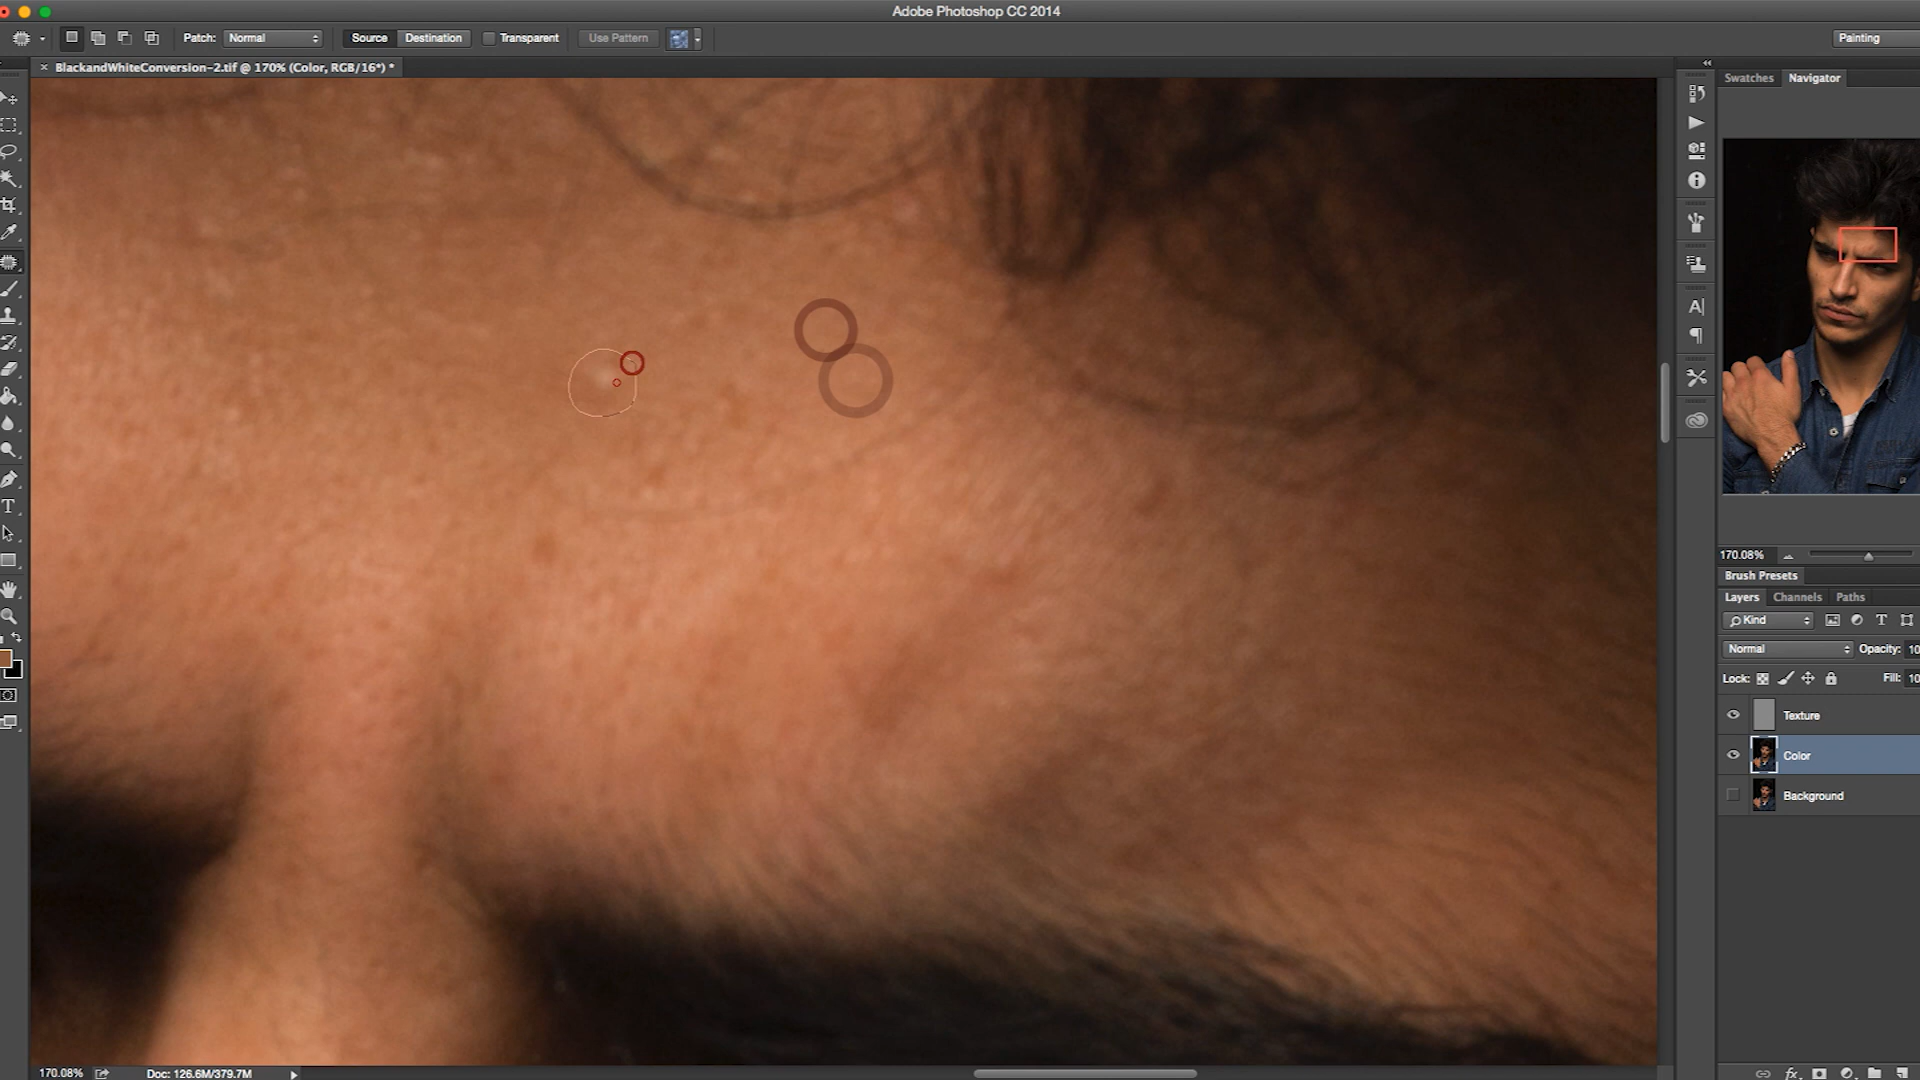 Adobe Photoshop CC 2014
Patch: Normal Source Destination Transparent Use Pattern Painting
× BlackandWhiteConversion-2.tif @ 170% (Color, RGB/16*) *
Swatches Navigator
170.08%
Brush Presets
Layers Channels Paths
Kind
Normal Opacity: 10
Lock: Fill: 10
Texture
Color
Background
170.08% Doc: 126.6M/379.7M